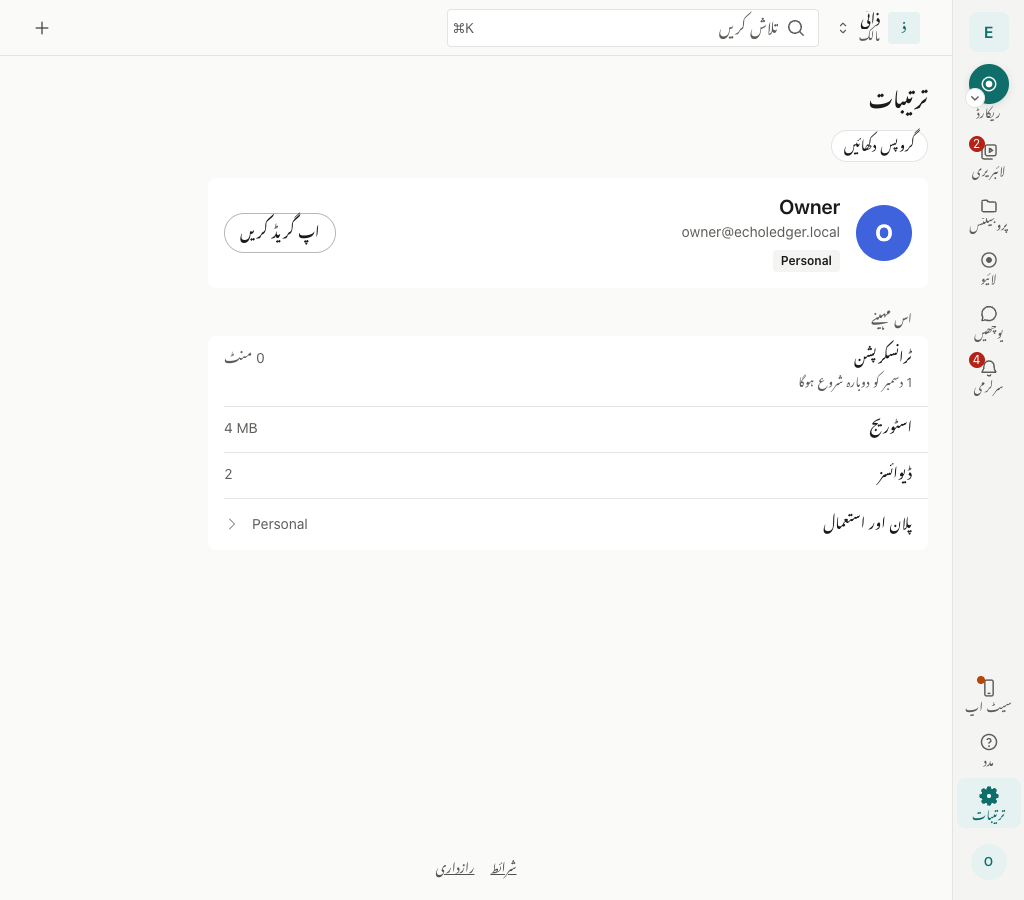 E
ریکارڈ
2
لائبریری
پروجیکٹس
لائیو
پوچھیں
4
سرگرمی
سیٹ اپ
مدد
ترتیبات
O
ذ
ذاتی
مالک
تلاش کریں
⌘K
ترتیبات
گروپس دکھائیں
O
Owner
owner@echoledger.local
Personal
اپ گریڈ کریں
اس مہینے
ٹرانسکرپشن
0 منٹ
1 دسمبر کو دوبارہ شروع ہوگا
اسٹوریج
4 MB
ڈیوائسز
2
پلان اور استعمال
Personal
شرائط
رازداری